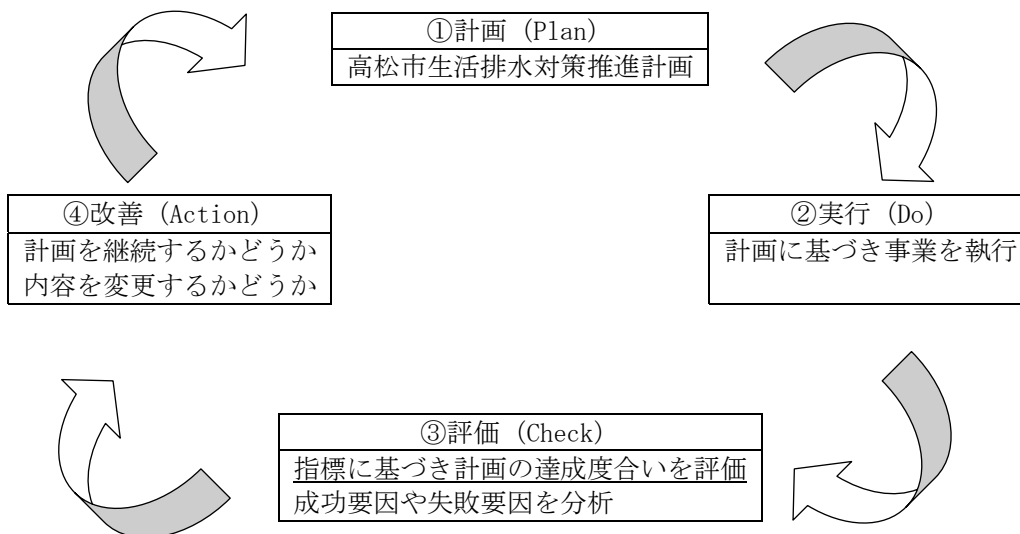 ①計画 (Plan)
高松市生活排水対策推進計画
②実行 (Do)
計画に基づき事業を執行
③評価 (Check)
指標に基づき計画の達成度合いを評価
成功要因や失敗要因を分析
④改善 (Action)
計画を継続するかどうか
内容を変更するかどうか